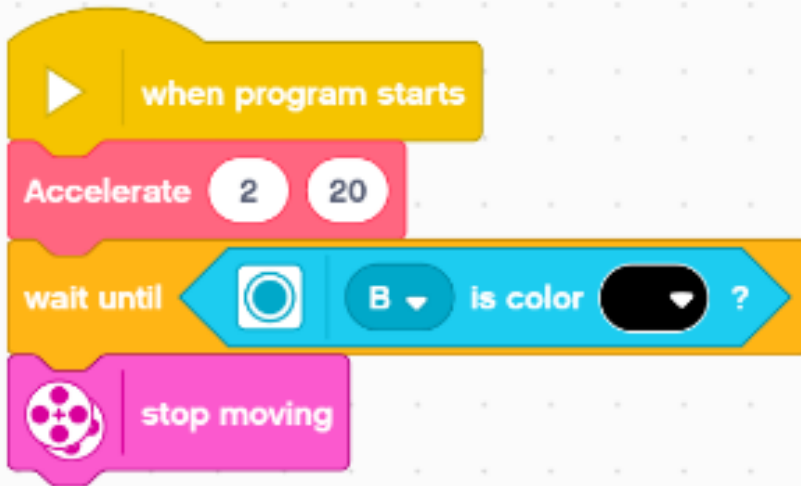 when program starts
Accelerate 2 20
wait until B is color ?
stop moving